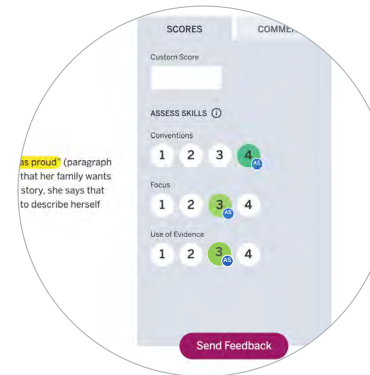 SCORES
COMME
Custom Score
ASSESS SKILLS
Conventions
1 2 3 4
AS
Focus
1 2 3 4
AS
Use of Evidence
1 2 3 4
AS
as proud” (paragraph
that her family wants
story, she says that
to describe herself
Send Feedback